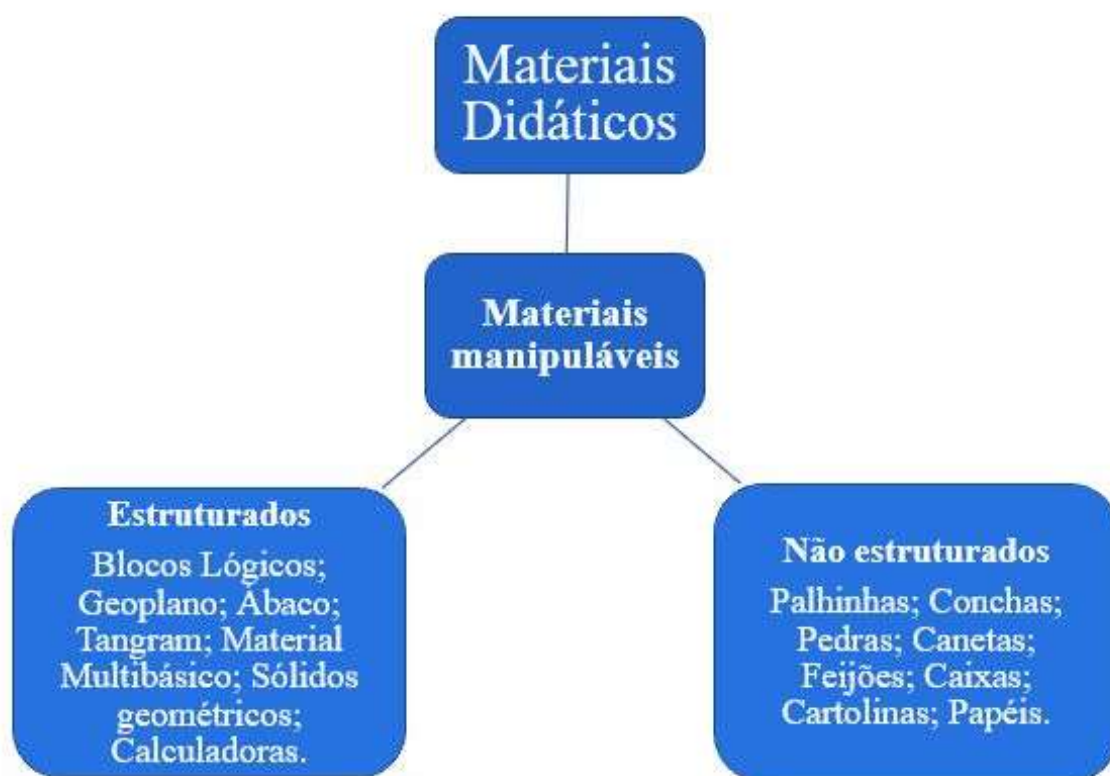 Materiais
Didáticos
Materiais
manipuláveis
Estruturados
Blocos Lógicos;
Geoplano; Ábaco;
Tangram; Material
Multibásico; Sólidos
geométricos;
Calculadoras.
Não estruturados
Palhinhas; Conchas;
Pedras; Canetas;
Feijões; Caixas;
Cartolinas; Papéis.